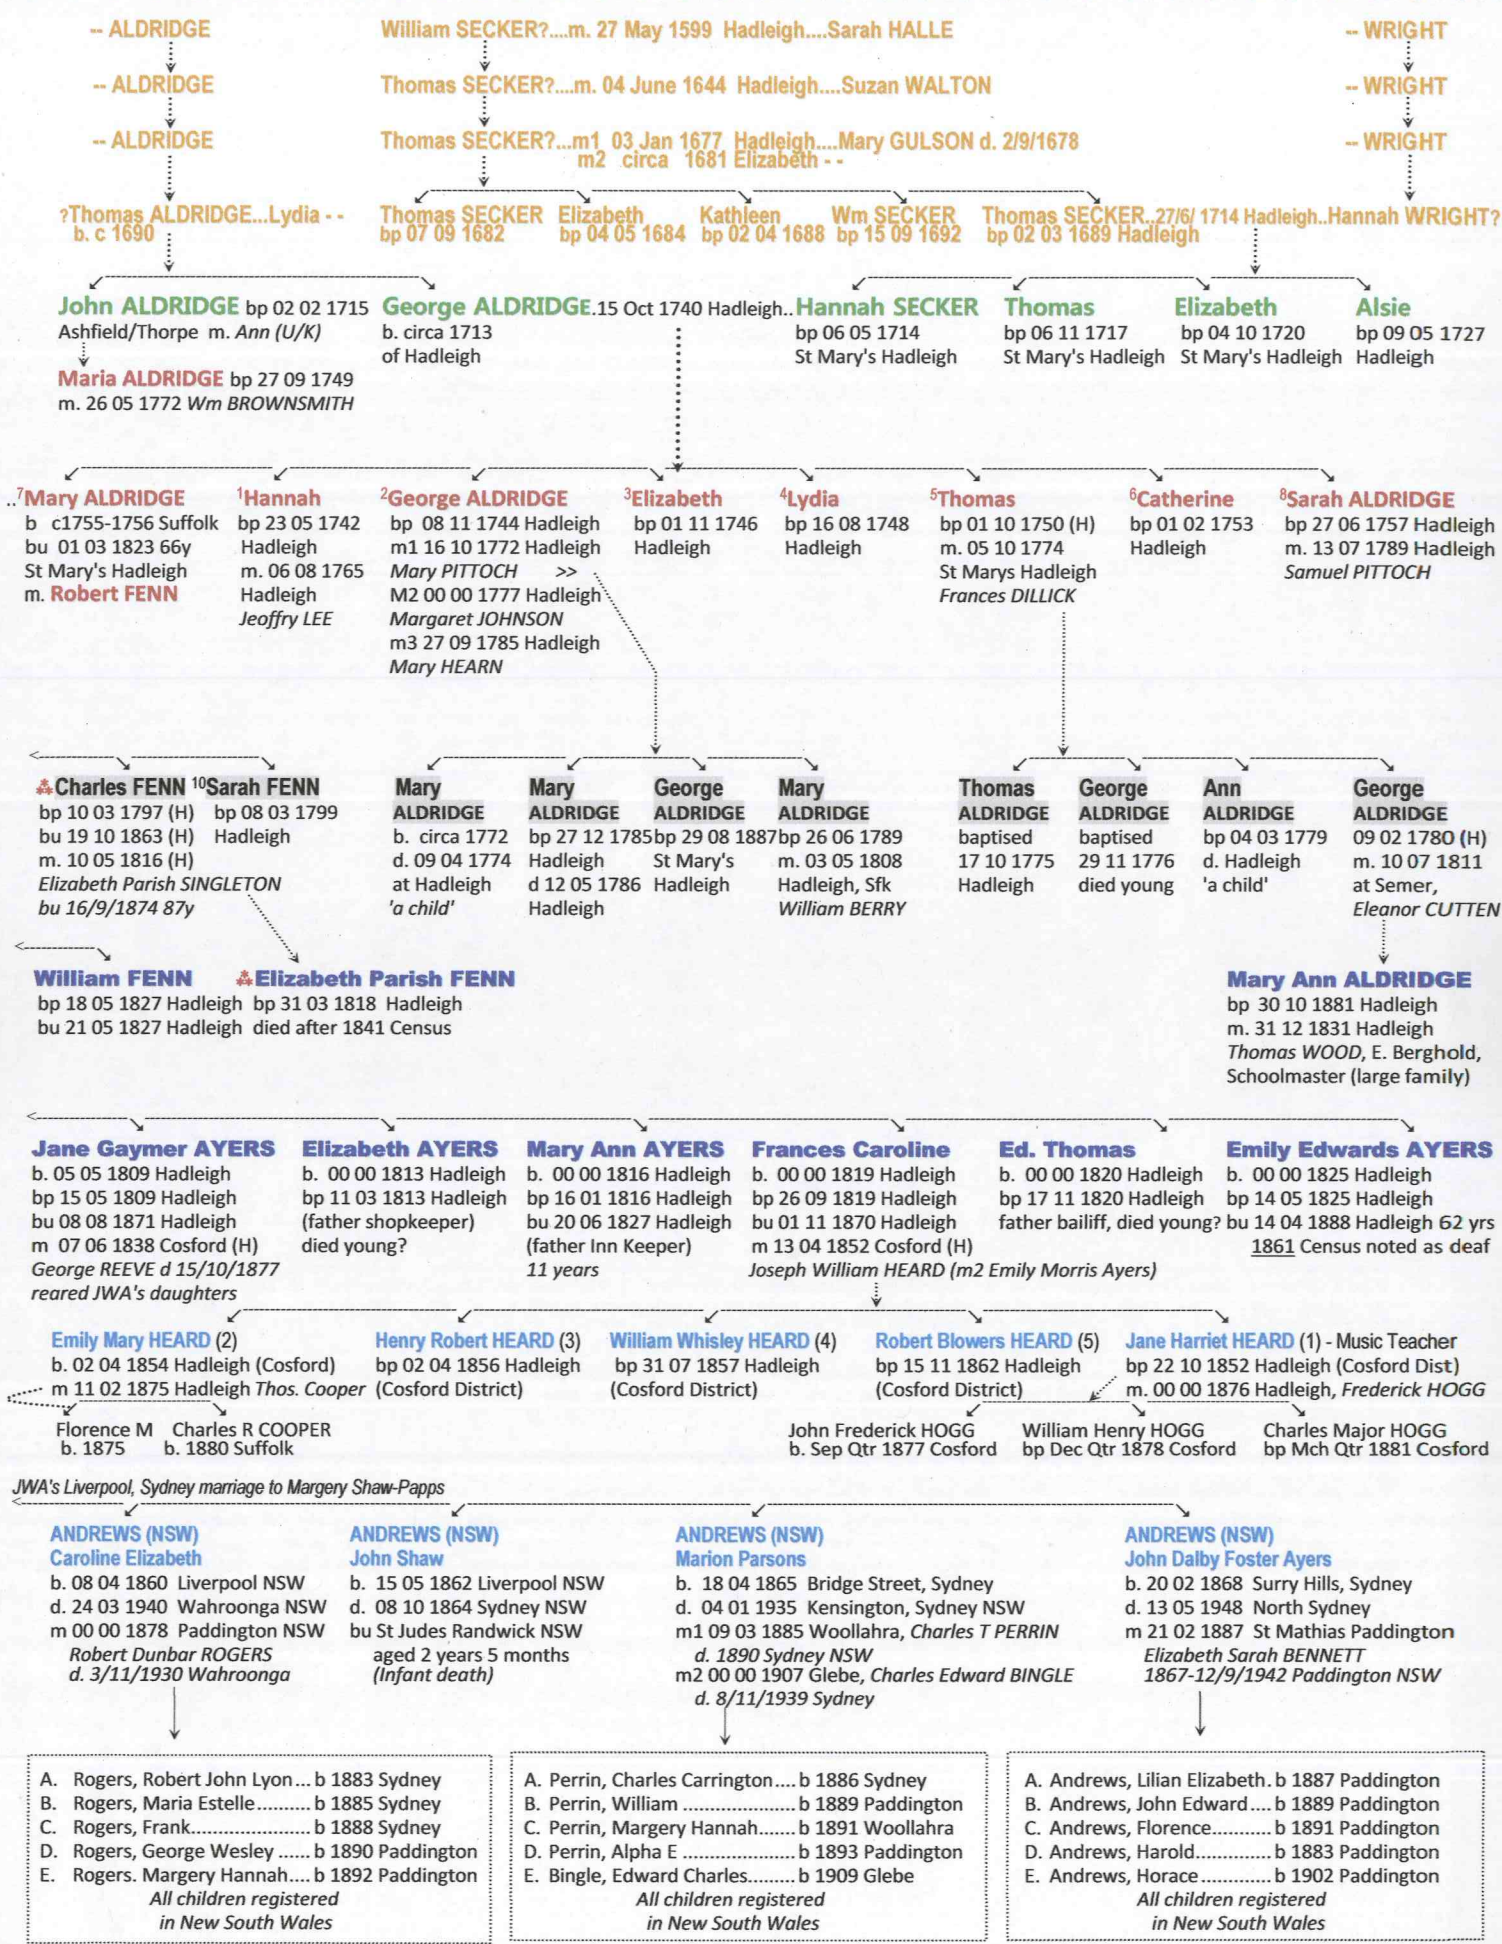 -- ALDRIDGE
William SECKER?....m. 27 May 1599 Hadleigh....Sarah HALLE
-- WRIGHT
-- ALDRIDGE
Thomas SECKER?....m. 04 June 1644 Hadleigh....Suzan WALTON
-- WRIGHT
-- ALDRIDGE
Thomas SECKER?...m1 03 Jan 1677 Hadleigh....Mary GULSON d. 2/9/1678
m2 circa 1681 Elizabeth - -
-- WRIGHT
?Thomas ALDRIDGE...Lydia - -
b. c 1690
Thomas SECKER
bp 07 09 1682
Elizabeth
bp 04 05 1684
Kathleen
bp 02 04 1688
Wm SECKER
bp 15 09 1692
Thomas SECKER..27/6/ 1714 Hadleigh..Hannah WRIGHT?
bp 02 03 1689 Hadleigh
John ALDRIDGE bp 02 02 1715
Ashfield/Thorpe m. Ann (U/K)
George ALDRIDGE.15 Oct 1740 Hadleigh..Hannah SECKER
b. circa 1713
of Hadleigh
bp 06 05 1714
St Mary's Hadleigh
Thomas
bp 06 11 1717
St Mary's Hadleigh
Elizabeth
bp 04 10 1720
St Mary's Hadleigh
Alsie
bp 09 05 1727
Hadleigh
Maria ALDRIDGE bp 27 09 1749
m. 26 05 1772 Wm BROWNSMITH
..7Mary ALDRIDGE
b c1755-1756 Suffolk
bu 01 03 1823 66y
St Mary's Hadleigh
m. Robert FENN
1Hannah
bp 23 05 1742
Hadleigh
m. 06 08 1765
Hadleigh
Jeoffry LEE
2George ALDRIDGE
bp 08 11 1744 Hadleigh
m1 16 10 1772 Hadleigh
Mary PITTOCH >>
M2 00 00 1777 Hadleigh
Margaret JOHNSON
m3 27 09 1785 Hadleigh
Mary HEARN
3Elizabeth
bp 01 11 1746
Hadleigh
4Lydia
bp 16 08 1748
Hadleigh
5Thomas
bp 01 10 1750 (H)
m. 05 10 1774
St Marys Hadleigh
Frances DILLICK
6Catherine
bp 01 02 1753
Hadleigh
8Sarah ALDRIDGE
bp 27 06 1757 Hadleigh
m. 13 07 1789 Hadleigh
Samuel PITTOCH
Charles FENN
bp 10 03 1797 (H)
bu 19 10 1863 (H)
m. 10 05 1816 (H)
Elizabeth Parish SINGLETON
bu 16/9/1874 87y
10Sarah FENN
bp 08 03 1799
Hadleigh
Mary
ALDRIDGE
b. circa 1772
d. 09 04 1774
at Hadleigh
'a child'
Mary
ALDRIDGE
bp 27 12 1785
Hadleigh
d 12 05 1786
Hadleigh
George
ALDRIDGE
bp 29 08 1887
St Mary's
Hadleigh
Mary
ALDRIDGE
bp 26 06 1789
m. 03 05 1808
Hadleigh, Sfk
William BERRY
Thomas
ALDRIDGE
baptised
17 10 1775
Hadleigh
George
ALDRIDGE
baptised
29 11 1776
died young
Ann
ALDRIDGE
bp 04 03 1779
d. Hadleigh
'a child'
George
ALDRIDGE
09 02 1780 (H)
m. 10 07 1811
at Semer,
Eleanor CUTTEN
William FENN
bp 18 05 1827 Hadleigh
bu 21 05 1827 Hadleigh
Elizabeth Parish FENN
bp 31 03 1818 Hadleigh
died after 1841 Census
Mary Ann ALDRIDGE
bp 30 10 1881 Hadleigh
m. 31 12 1831 Hadleigh
Thomas WOOD, E. Berghold,
Schoolmaster (large family)
Jane Gaymer AYERS
b. 05 05 1809 Hadleigh
bp 15 05 1809 Hadleigh
bu 08 08 1871 Hadleigh
m 07 06 1838 Cosford (H)
George REEVE d 15/10/1877
reared JWA's daughters
Elizabeth AYERS
b. 00 00 1813 Hadleigh
bp 11 03 1813 Hadleigh
(father shopkeeper)
died young?
Mary Ann AYERS
b. 00 00 1816 Hadleigh
bp 16 01 1816 Hadleigh
bu 20 06 1827 Hadleigh
(father Inn Keeper)
11 years
Frances Caroline
b. 00 00 1819 Hadleigh
bp 26 09 1819 Hadleigh
bu 01 11 1870 Hadleigh
m 13 04 1852 Cosford (H)
Joseph William HEARD (m2 Emily Morris Ayers)
Ed. Thomas
b. 00 00 1820 Hadleigh
bp 17 11 1820 Hadleigh
father bailiff, died young?
Emily Edwards AYERS
b. 00 00 1825 Hadleigh
bp 14 05 1825 Hadleigh
bu 14 04 1888 Hadleigh 62 yrs
1861 Census noted as deaf
Emily Mary HEARD (2)
b. 02 04 1854 Hadleigh (Cosford)
m 11 02 1875 Hadleigh Thos. Cooper
Henry Robert HEARD (3)
bp 02 04 1856 Hadleigh
(Cosford District)
William Whisley HEARD (4)
bp 31 07 1857 Hadleigh
(Cosford District)
Robert Blowers HEARD (5)
bp 15 11 1862 Hadleigh
(Cosford District)
Jane Harriet HEARD (1) - Music Teacher
bp 22 10 1852 Hadleigh (Cosford Dist)
m. 00 00 1876 Hadleigh, Frederick HOGG
Florence M
b. 1875
Charles R COOPER
b. 1880 Suffolk
John Frederick HOGG
b. Sep Qtr 1877 Cosford
William Henry HOGG
bp Dec Qtr 1878 Cosford
Charles Major HOGG
bp Mch Qtr 1881 Cosford
JWA's Liverpool, Sydney marriage to Margery Shaw-Papps
ANDREWS (NSW)
Caroline Elizabeth
b. 08 04 1860 Liverpool NSW
d. 24 03 1940 Wahroonga NSW
m 00 00 1878 Paddington NSW
Robert Dunbar ROGERS
d. 3/11/1930 Wahroonga
ANDREWS (NSW)
John Shaw
b. 15 05 1862 Liverpool NSW
d. 08 10 1864 Sydney NSW
bu St Judes Randwick NSW
aged 2 years 5 months
(Infant death)
ANDREWS (NSW)
Marion Parsons
b. 18 04 1865 Bridge Street, Sydney
d. 04 01 1935 Kensington, Sydney NSW
m1 09 03 1885 Woollahra, Charles T PERRIN
d. 1890 Sydney NSW
m2 00 00 1907 Glebe, Charles Edward BINGLE
d. 8/11/1939 Sydney
ANDREWS (NSW)
John Dalby Foster Ayers
b. 20 02 1868 Surry Hills, Sydney
d. 13 05 1948 North Sydney
m 21 02 1887 St Mathias Paddington
Elizabeth Sarah BENNETT
1867-12/9/1942 Paddington NSW
A. Rogers, Robert John Lyon...b 1883 Sydney
B. Rogers, Maria Estelle..........b 1885 Sydney
C. Rogers, Frank......................b 1888 Sydney
D. Rogers, George Wesley ......b 1890 Paddington
E. Rogers. Margery Hannah....b 1892 Paddington
All children registered
in New South Wales
A. Perrin, Charles Carrington....b 1886 Sydney
B. Perrin, William .....................b 1889 Paddington
C. Perrin, Margery Hannah.......b 1891 Woollahra
D. Perrin, Alpha E .....................b 1893 Paddington
E. Bingle, Edward Charles.........b 1909 Glebe
All children registered
in New South Wales
A. Andrews, Lilian Elizabeth.b 1887 Paddington
B. Andrews, John Edward....b 1889 Paddington
C. Andrews, Florence...........b 1891 Paddington
D. Andrews, Harold.............b 1883 Paddington
E. Andrews, Horace.............b 1902 Paddington
All children registered
in New South Wales